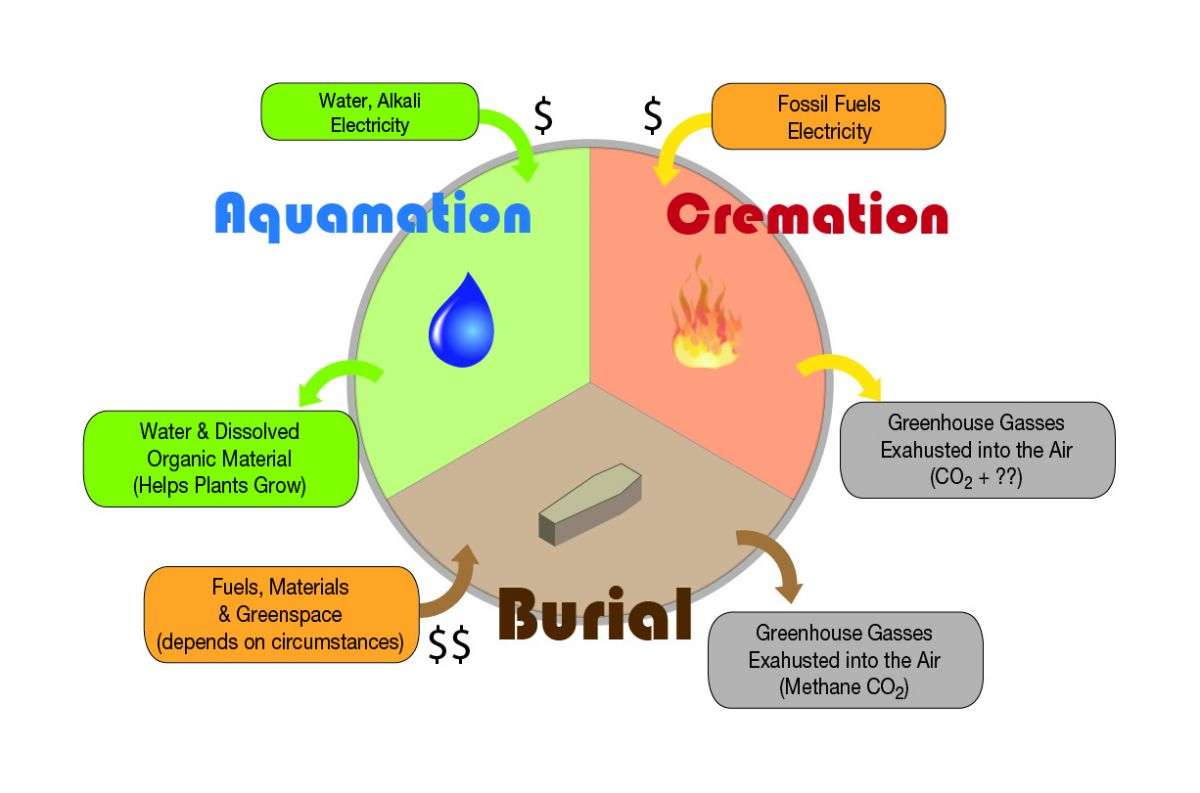 Water, Alkali
Electricity
$
$
Fossil Fuels
Electricity
Aquamation
Cremation
Water & Dissolved
Organic Material
(Helps Plants Grow)
Greenhouse Gasses
Exahusted into the Air
(CO₂ + ??)
Fuels, Materials
& Greenspace
(depends on circumstances)
$$
Burial
Greenhouse Gasses
Exahusted into the Air
(Methane CO₂)